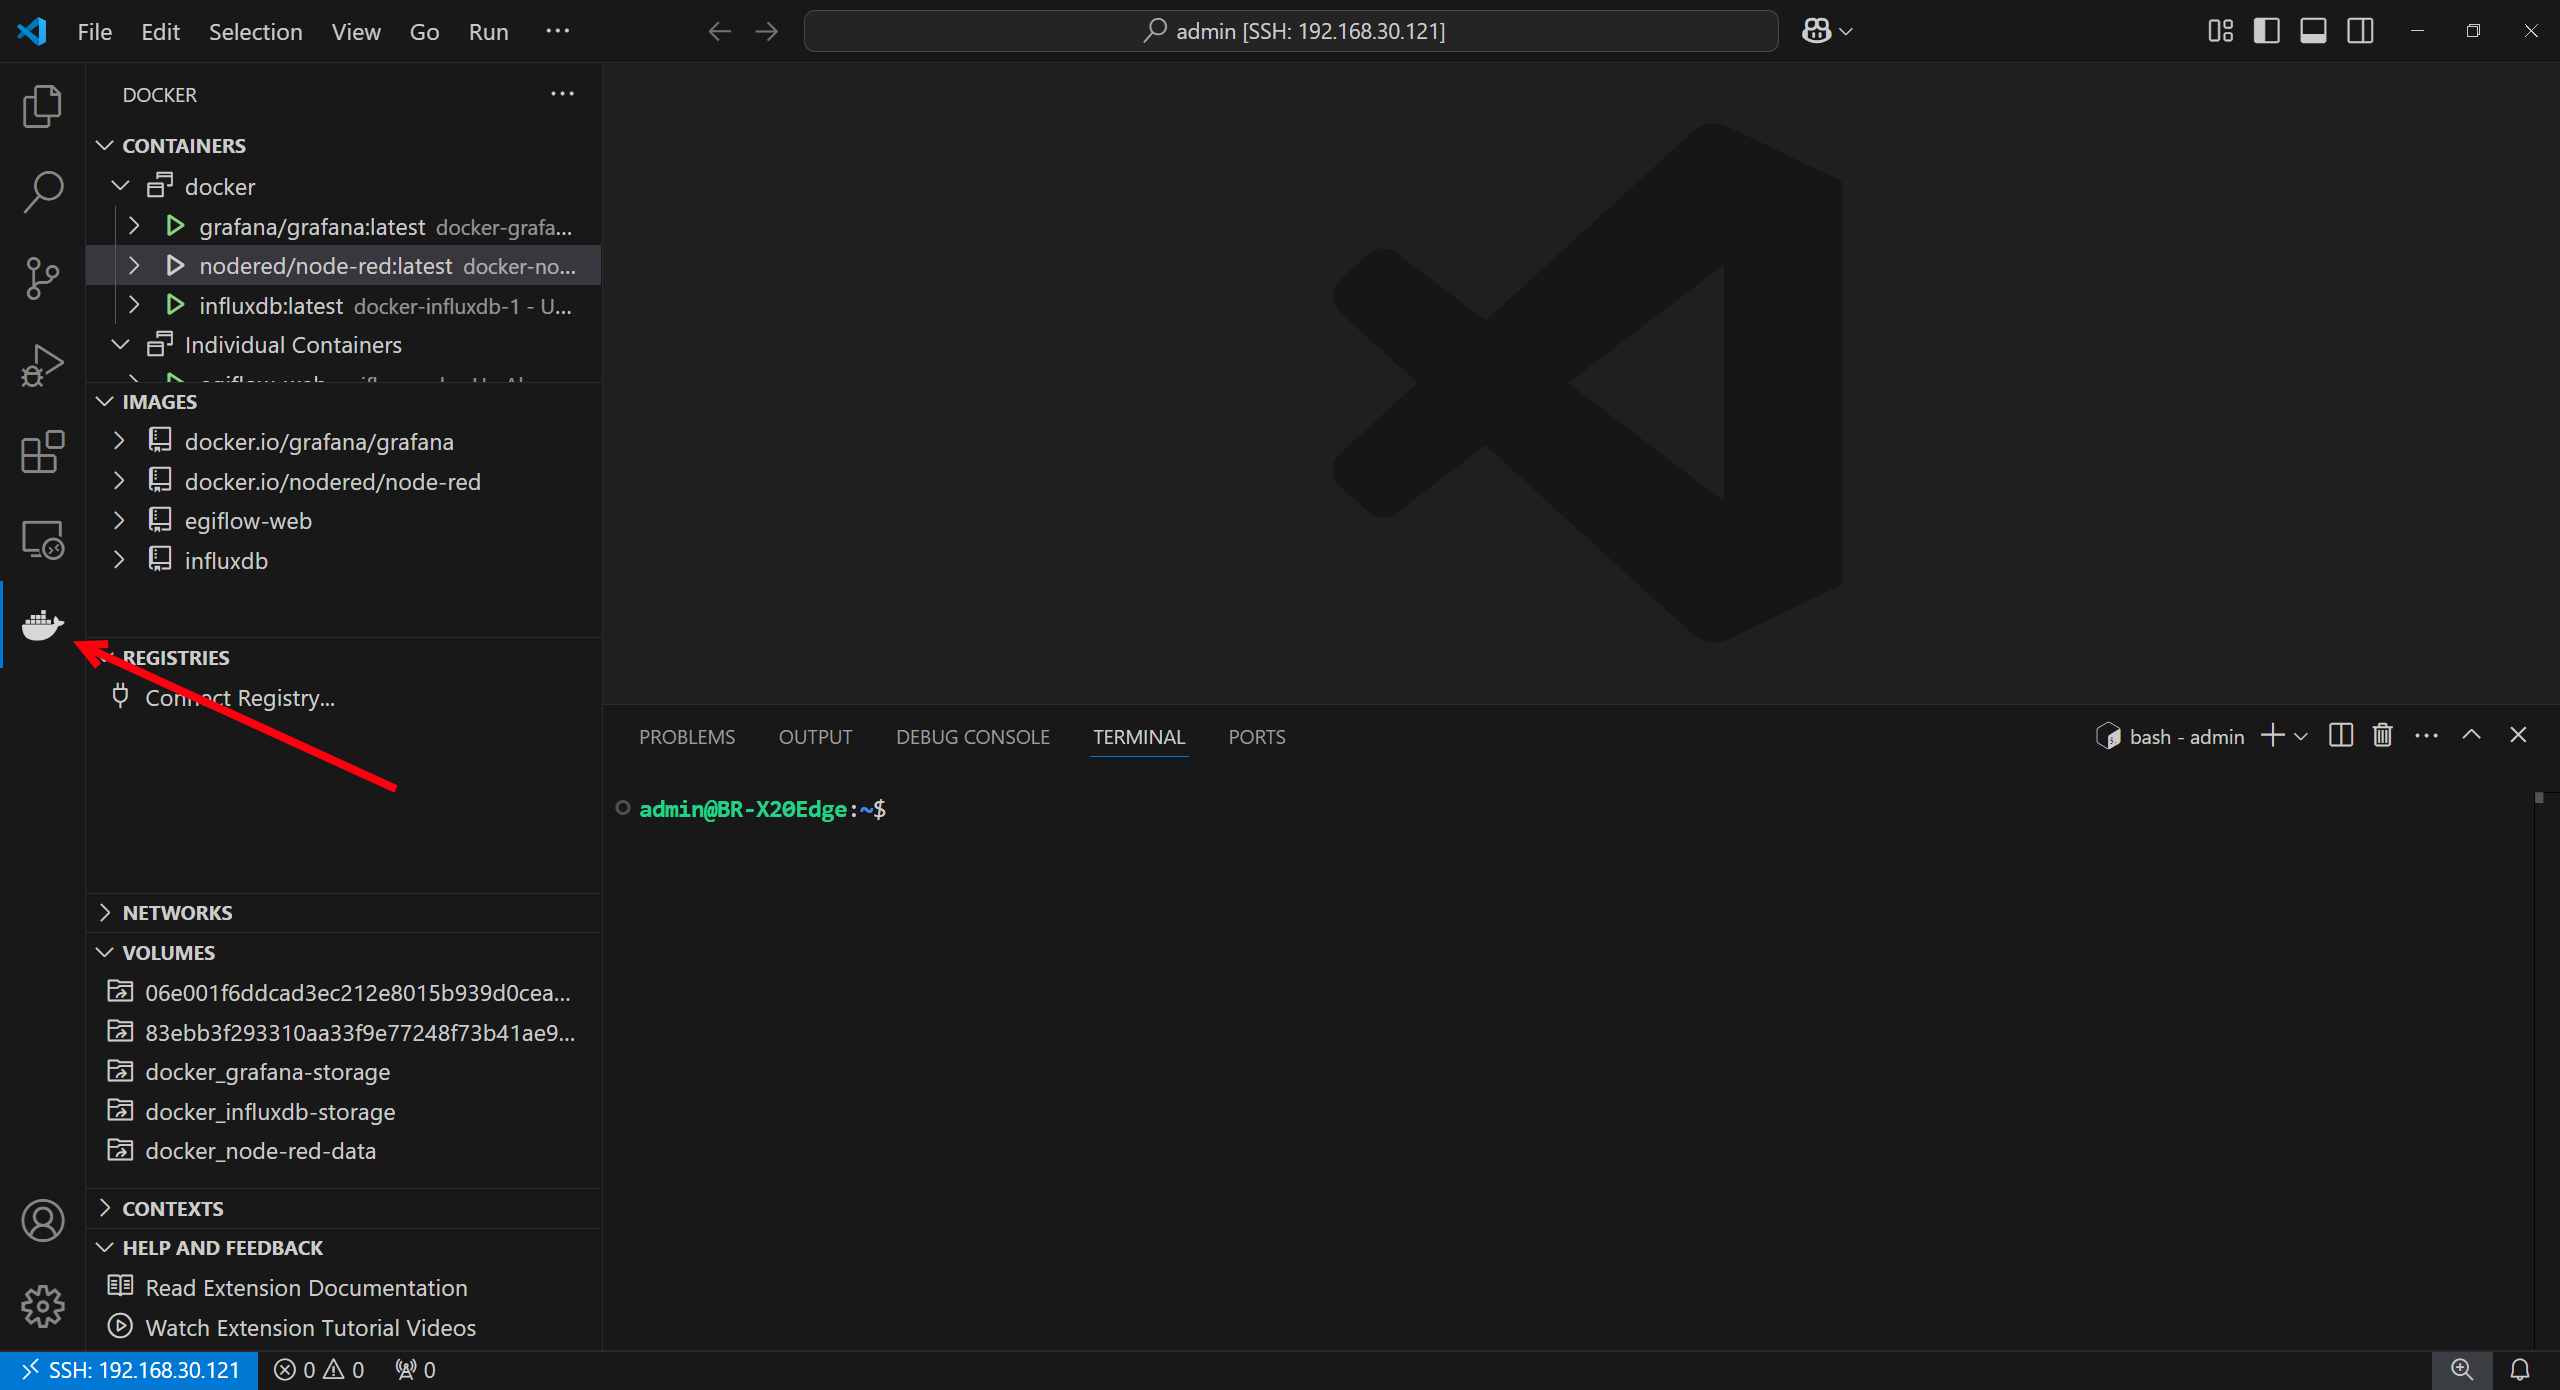 File Edit Selection View Go Run ···
admin [SSH: 192.168.30.121]
DOCKER
CONTAINERS
docker
grafana/grafana:latest docker-grafa...
nodered/node-red:latest docker-no...
influxdb:latest docker-influxdb-1 - U...
Individual Containers
IMAGES
docker.io/grafana/grafana
docker.io/nodered/node-red
egiflow-web
influxdb
REGISTRIES
Connect Registry...
NETWORKS
VOLUMES
06e001f6ddcad3ec212e8015b939d0cea...
83ebb3f293310aa33f9e77248f73b41ae9...
docker_grafana-storage
docker_influxdb-storage
docker_node-red-data
CONTEXTS
HELP AND FEEDBACK
Read Extension Documentation
Watch Extension Tutorial Videos
PROBLEMS OUTPUT DEBUG CONSOLE TERMINAL PORTS
bash - admin
admin@BR-X20Edge:~$
SSH: 192.168.30.121 0 0 0